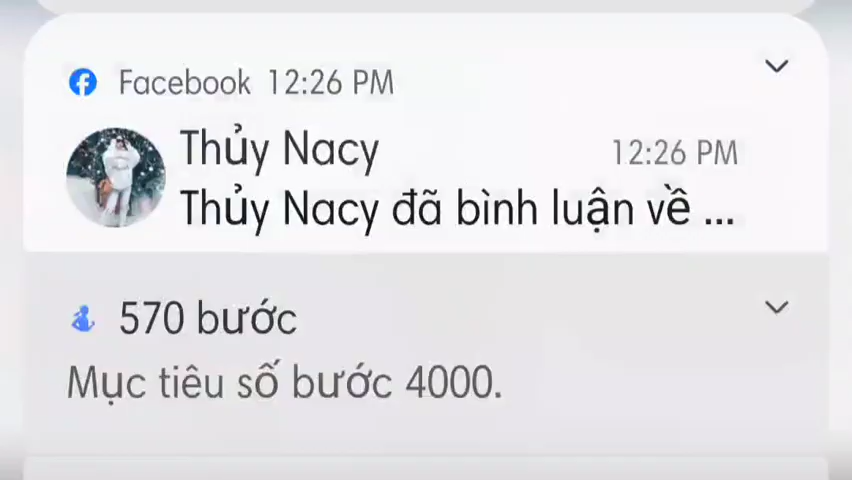 Facebook 12:26 PM
Thủy Nacy 12:26 PM
Thủy Nacy đã bình luận về ...
570 bước
Mục tiêu số bước 4000.